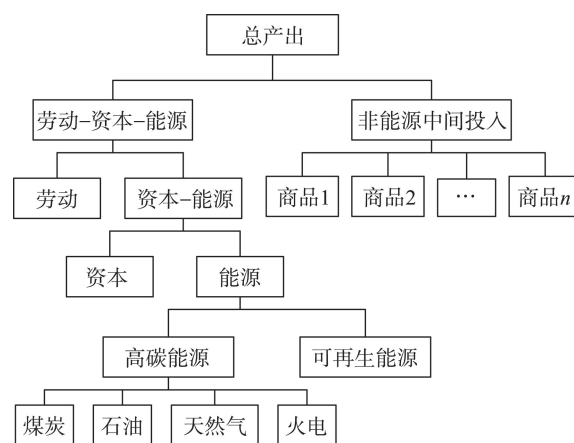 总产出
劳动-资本-能源
非能源中间投入
劳动
资本-能源
商品1
商品2
…
商品n
资本
能源
高碳能源
可再生能源
煤炭
石油
天然气
火电